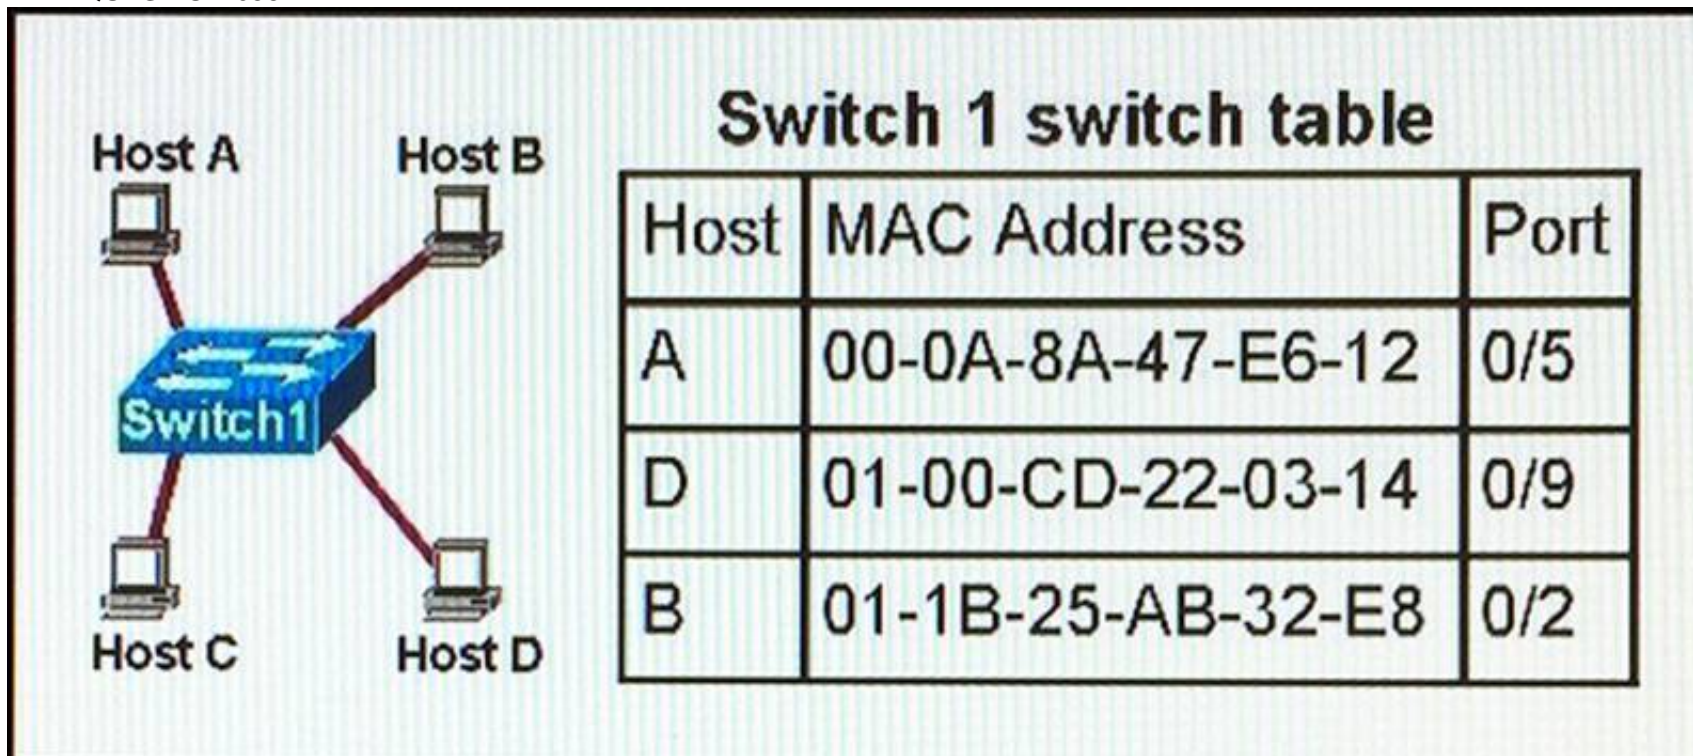 Host A
Host B
Switch1
Host C
Host D
Switch 1 switch table
Host MAC Address Port
A 00-0A-8A-47-E6-12 0/5
D 01-00-CD-22-03-14 0/9
B 01-1B-25-AB-32-E8 0/2